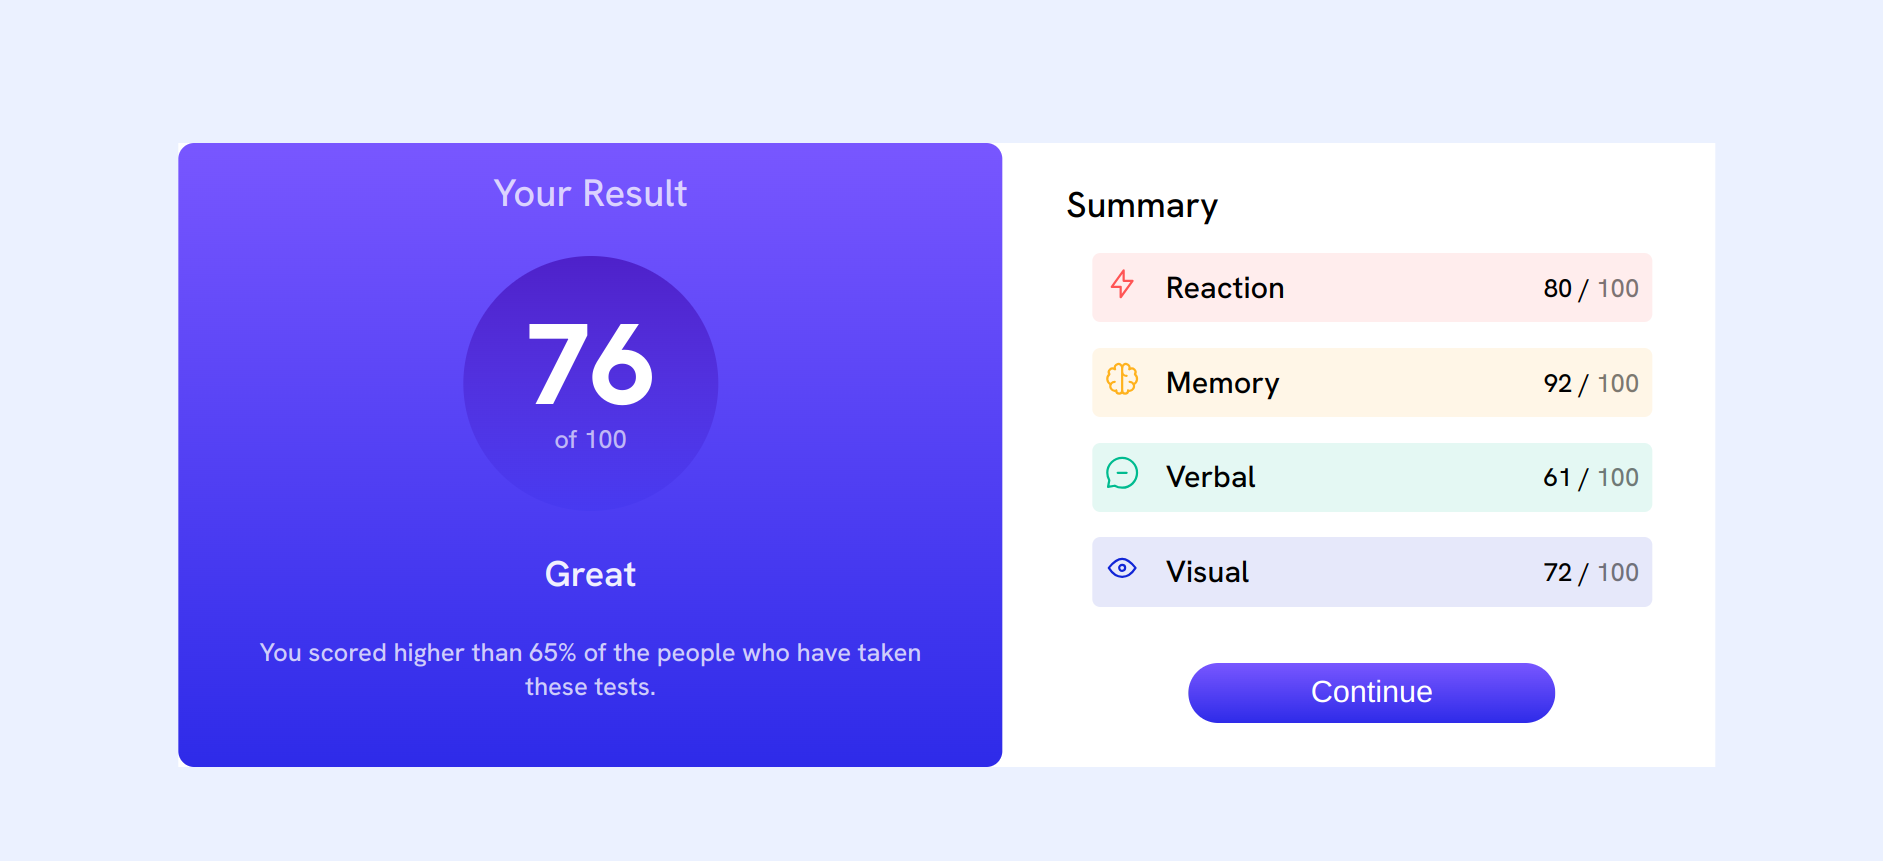 Your Result
76
of 100
Great
You scored higher than 65% of the people who have taken
these tests.
Summary
Reaction 80 / 100
Memory 92 / 100
Verbal 61 / 100
Visual 72 / 100
Continue